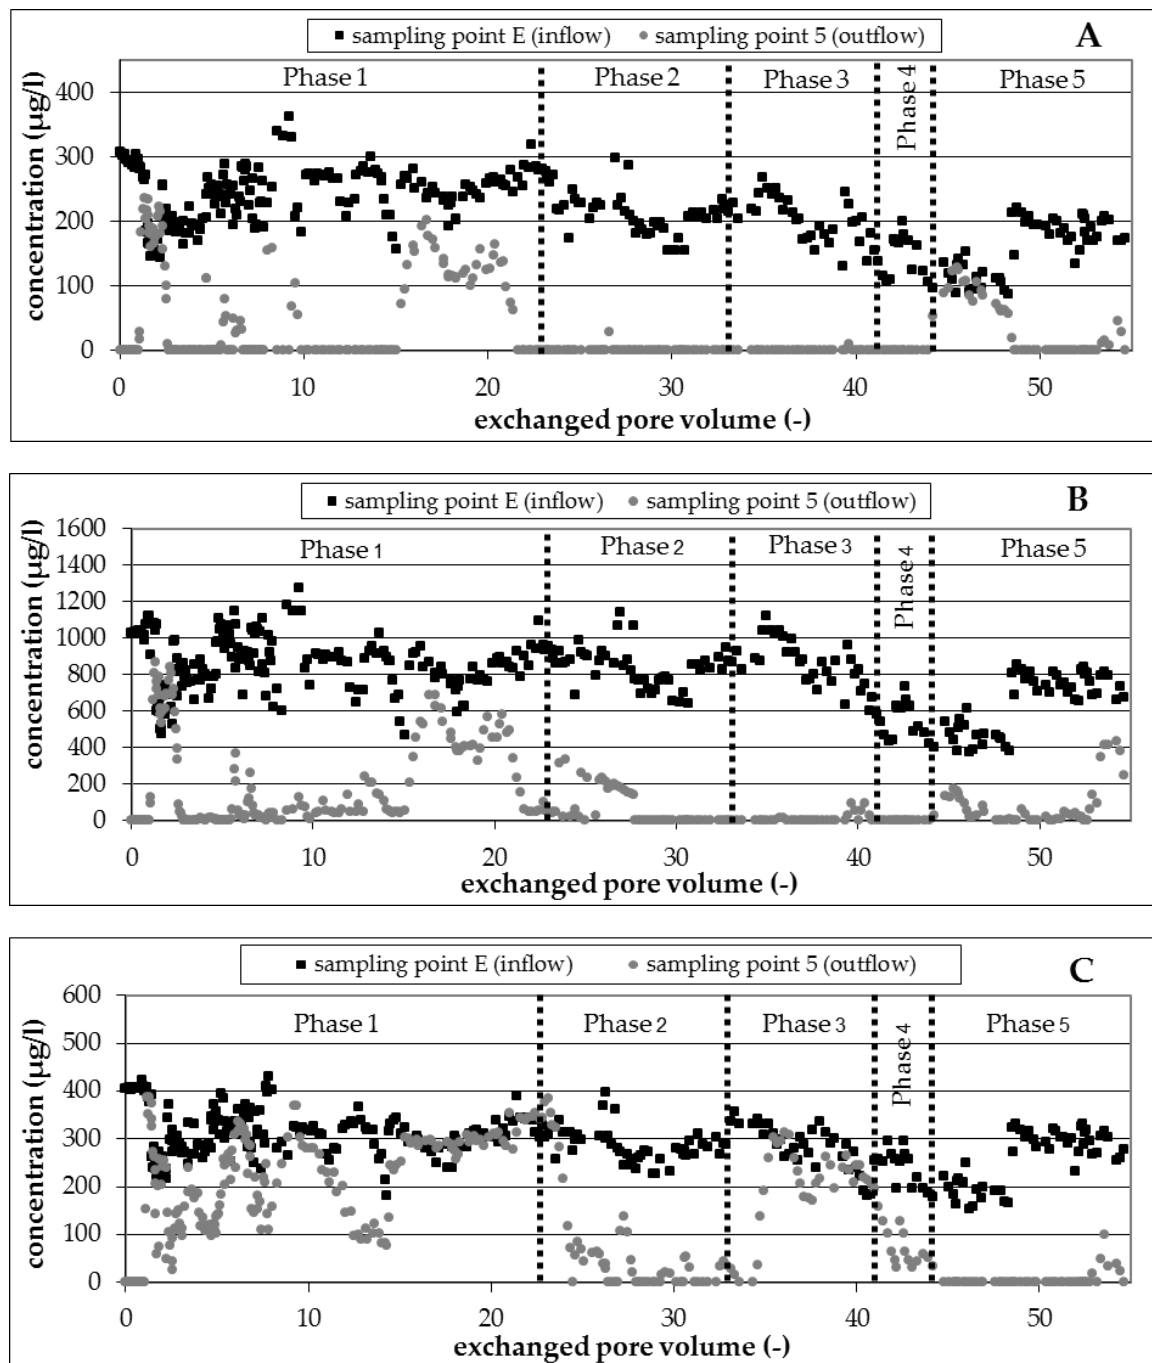 sampling point E (inflow) sampling point 5 (outflow)
A
concentration (µg/l)
400
300
200
100
0
Phase 1
Phase 2
Phase 3
Phase 4
Phase 5
0 10 20 30 40 50
exchanged pore volume (-)
sampling point E (inflow) sampling point 5 (outflow)
B
concentration (µg/l)
1600
1400
1200
1000
800
600
400
200
0
Phase 1
Phase 2
Phase 3
Phase 4
Phase 5
0 10 20 30 40 50
exchanged pore volume (-)
sampling point E (inflow) sampling point 5 (outflow)
C
concentration (µg/l)
600
500
400
300
200
100
0
Phase 1
Phase 2
Phase 3
Phase 4
Phase 5
0 10 20 30 40 50
exchanged pore volume (-)